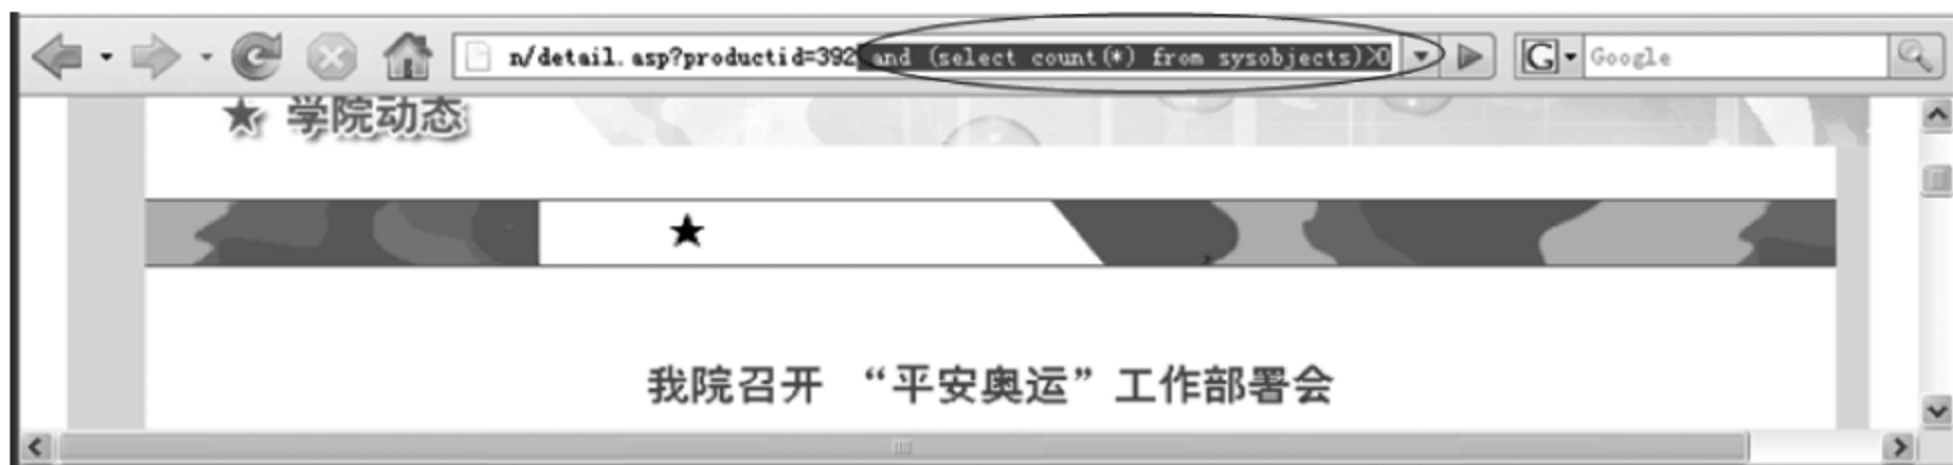 n/detail.asp?productid=392 and (select count(*) from sysobjects)>0
G
Google
★ 学院动态
★
我院召开 “平安奥运”工作部署会